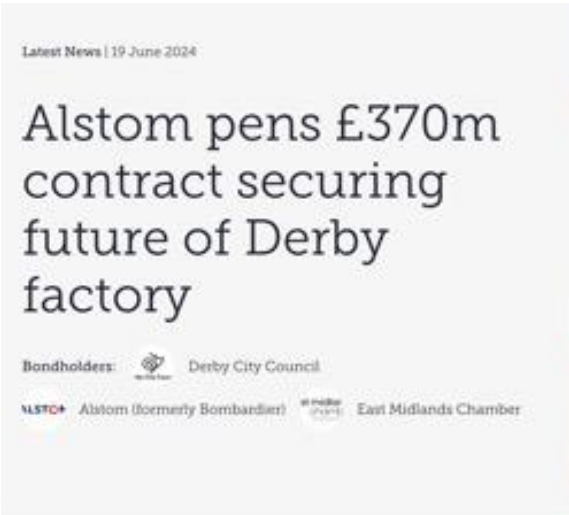 Latest News | 19 June 2024
Alstom pens £370m
contract securing
future of Derby
factory
Bondholders: Derby City Council
ALSTO Alstom (formerly Bombardier) East Midlands Chamber